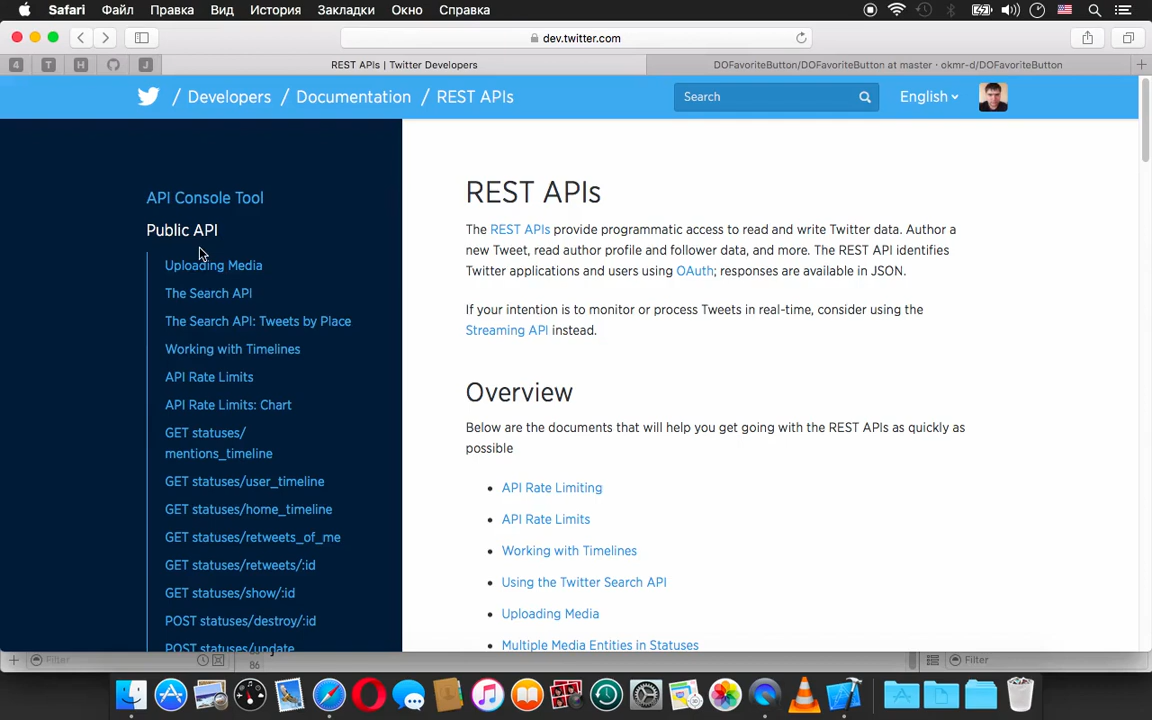 Safari Файл Правка Вид История Закладки Окно Справка
dev.twitter.com
4 T H J REST APIs | Twitter Developers DOFavoriteButton/DOFavoriteButton at master · okmr-d/DOFavoriteButton
/ Developers / Documentation / REST APIs Search English
API Console Tool
Public API
Uploading Media
The Search API
The Search API: Tweets by Place
Working with Timelines
API Rate Limits
API Rate Limits: Chart
GET statuses/
mentions_timeline
GET statuses/user_timeline
GET statuses/home_timeline
GET statuses/retweets_of_me
GET statuses/retweets/:id
GET statuses/show/:id
POST statuses/destroy/:id
POST statuses/update
REST APIs
The REST APIs provide programmatic access to read and write Twitter data. Author a
new Tweet, read author profile and follower data, and more. The REST API identifies
Twitter applications and users using OAuth; responses are available in JSON.
If your intention is to monitor or process Tweets in real-time, consider using the
Streaming API instead.
Overview
Below are the documents that will help you get going with the REST APIs as quickly as
possible
• API Rate Limiting
• API Rate Limits
• Working with Timelines
• Using the Twitter Search API
• Uploading Media
• Multiple Media Entities in Statuses
Filter 86 Filter